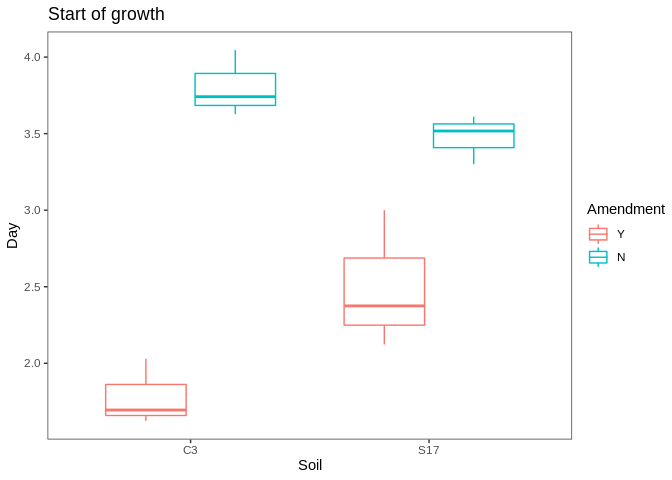 Start of growth
4.0
3.5
3.0
2.5
2.0
Day
C3
S17
Soil
Amendment
Y
N